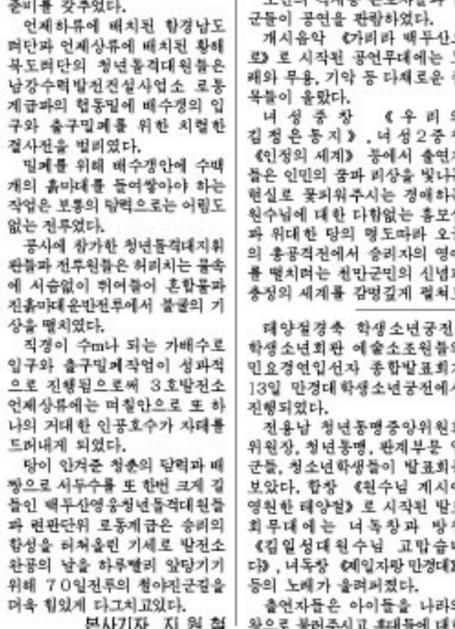 준비를 갖추었다.
언제하류에 배치된 함경남도
려단과 언제상류에 배치된 황해
북도려단의 청년돌격대원들은
남강수력발전건설사업소 로동
계급과의 협동밑에 배수갱의 입
구와 출구밀폐를 위한 치렬한
결사전을 벌리였다.
밀페를 위해 배수갱안에 수백
개의 흙마대를 들여쌓아야 하는
작업은 보통의 담력으로는 어림도
없는 전투였다.
공사에 참가한 청년돌격대지휘
관들과 전투원들은 허리치는 물속
에 서슴없이 뛰여들어 혼합물과
진흙마대운반전투에서 불굴의 기
상을 떨치였다.
직경이 수m나 되는 가배수로
입구와 출구밀페작업이 성과적
으로 진행됨으로써 3호발전소
언제상류에는 며칠안으로 또 하
나의 거대한 인공호수가 자태를
드러내게 되였다.
당이 안겨준 청춘의 담력과 배
짱으로 서두수를 또 한번 크게 길
들인 백두산영웅청년돌격대원들
과 련관단위 로동계급은 승리의
함성을 터쳐올린 기세로 발전소
완공의 날을 하루빨리 앞당기기
위해 70일전투의 철야진군길을
더욱 힘있게 다그치고있다.
본사기자 지 원 철
군들이 공연을 관람하였다.
개시음악 《가리라 백두산으
로》로 시작된 공연무대에는 노
래와 무용, 기악 등 다채로운 종
목들이 올랐다.
녀 성 중 창 《 우 리 의
김정은동지》, 녀성2중창
《인정의 세계》 등에서 출연자
들은 인민의 꿈과 리상을 빛나는
현실로 꽃피워주시는 경애하는
원수님에 대한 다함없는 흠모심
과 위대한 당의 령도따라 오늘
의 총공격전에서 승리자의 영예
를 떨치려는 천만군민의 신념과
충정의 세계를 감명깊게 펼쳐보
태양절경축 학생소년궁전,
학생소년회관 예술소조원들의
민요경연입선자 종합발표회가
13일 만경대학생소년궁전에서
진행되였다.
전용남 청년동맹중앙위원회
위원장, 청년동맹, 관계부문 일
군들, 청소년학생들이 발표회를
보았다. 합창 《원수님 계시여
영원한 태양절》로 시작된 발표
회무대에는 녀독창과 방창
《김일성대원수님 고맙습니
다》, 녀독창 《제일자랑 만경대》
등의 노래가 울려퍼졌다.
출연자들은 아이들을 나라의
왕으로 불러주시고 후대들에 대한